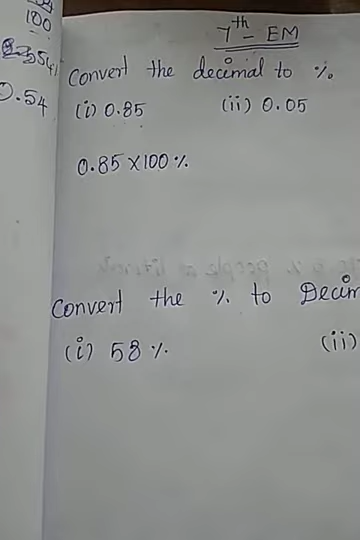 100
7th - EM
54%
Convert the decimal to %.
0.54
(i) 0.85 (ii) 0.05
0.85 × 100 %
Convert the % to Decim
(i) 58 % (ii)